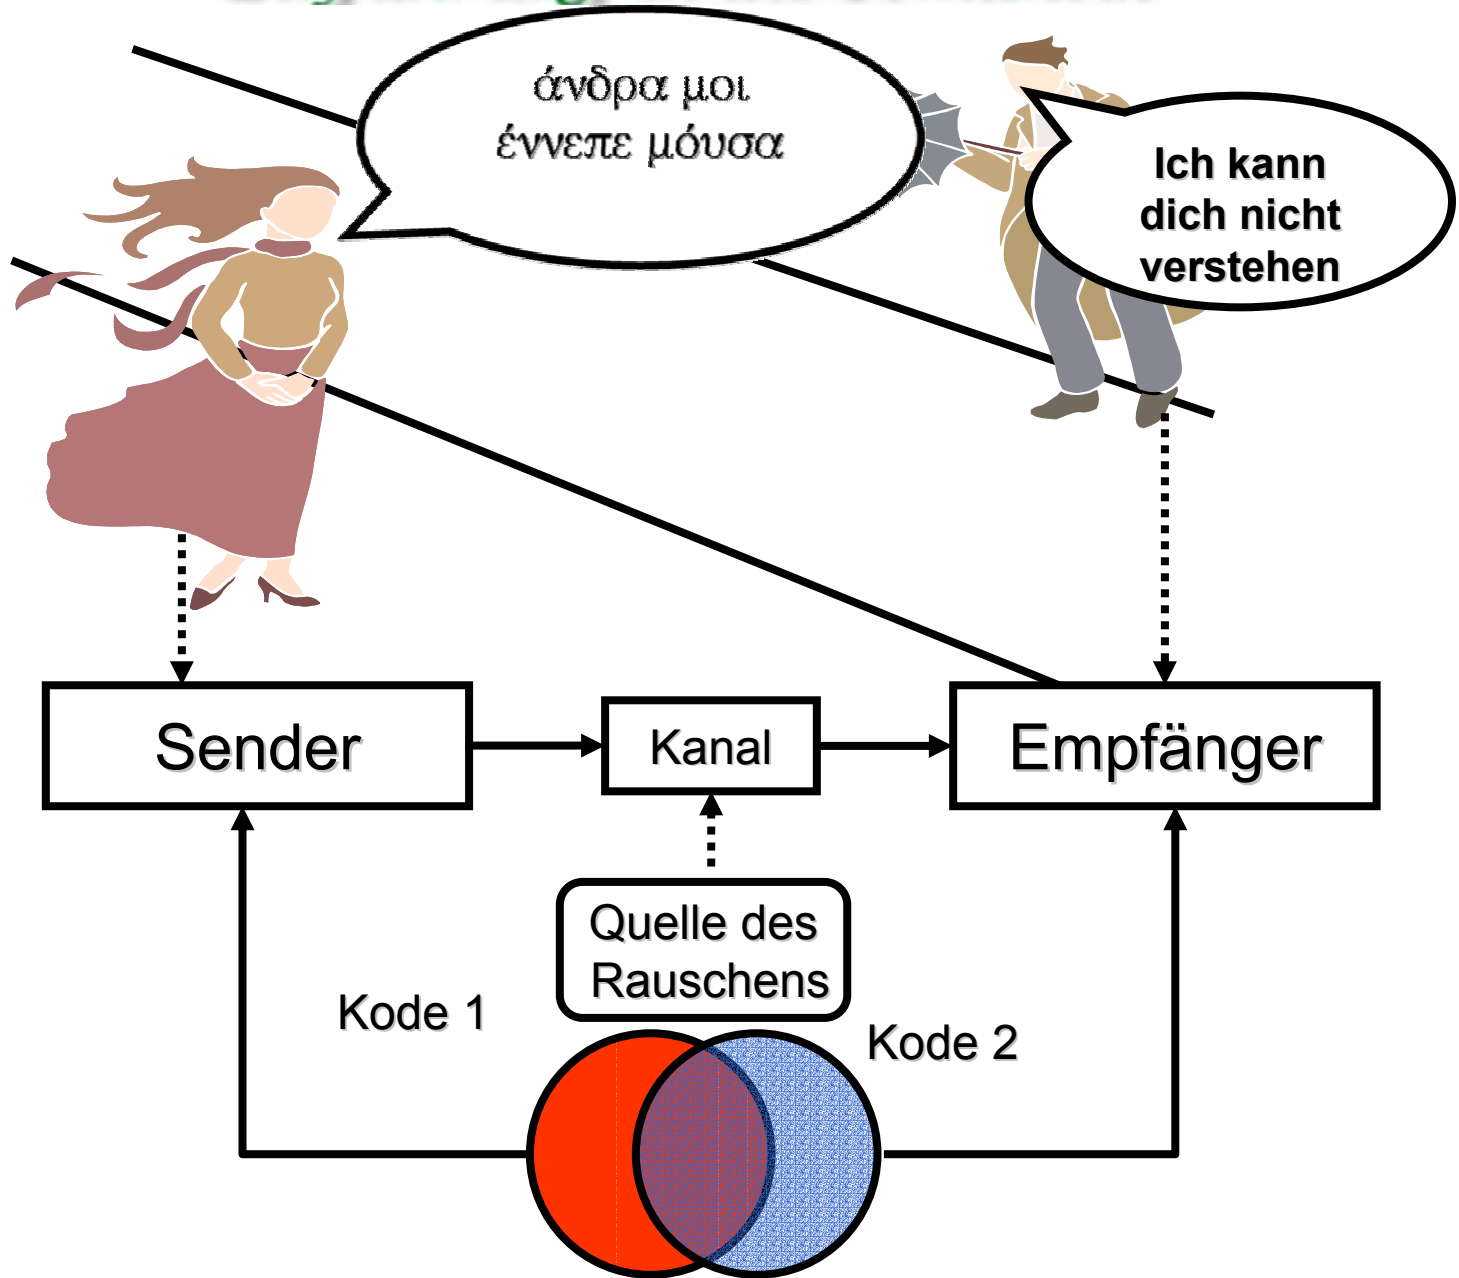 άνδρα μοι
έννεπε μόυσα
Ich kann
dich nicht
verstehen
Sender
Kanal
Empfänger
Quelle des
Rauschens
Kode 1
Kode 2